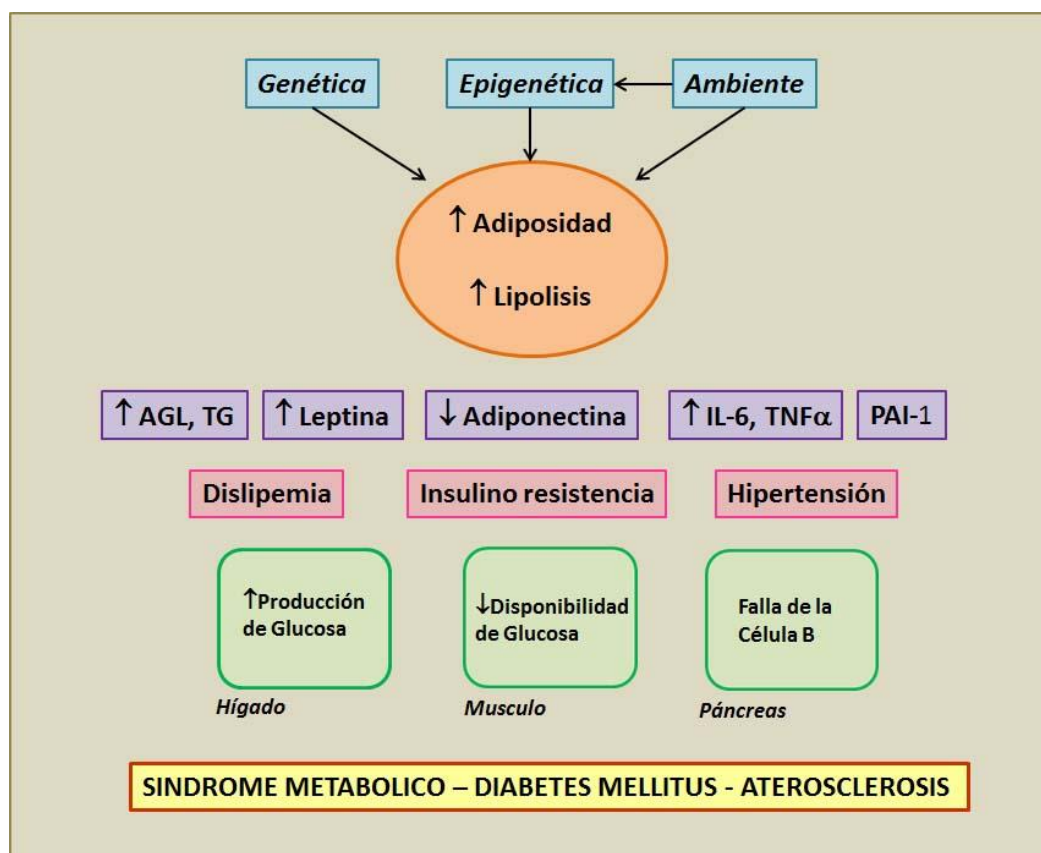 Genética
Epigenética
Ambiente
↑ Adiposidad
↑ Lipolisis
↑ AGL, TG
↑ Leptina
↓ Adiponectina
↑ IL-6, TNFα
PAI-1
Dislipemia
Insulino resistencia
Hipertensión
↑Producción
de Glucosa
↓Disponibilidad
de Glucosa
Falla de la
Célula B
Hígado
Musculo
Páncreas
SINDROME METABOLICO – DIABETES MELLITUS - ATEROSCLEROSIS